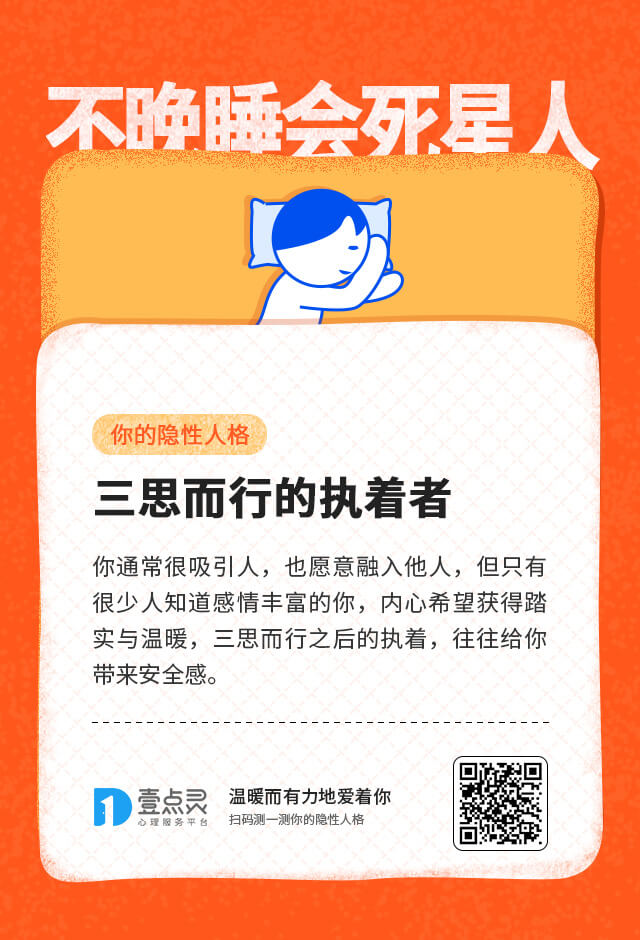 不晚睡会死星人
你的隐性人格
三思而行的执着者
你通常很吸引人，也愿意融入他人，但只有
很少人知道感情丰富的你，内心希望获得踏
实与温暖，三思而行之后的执着，往往给你
带来安全感。
壹点灵
心理服务平台
温暖而有力地爱着你
扫码测一测你的隐性人格